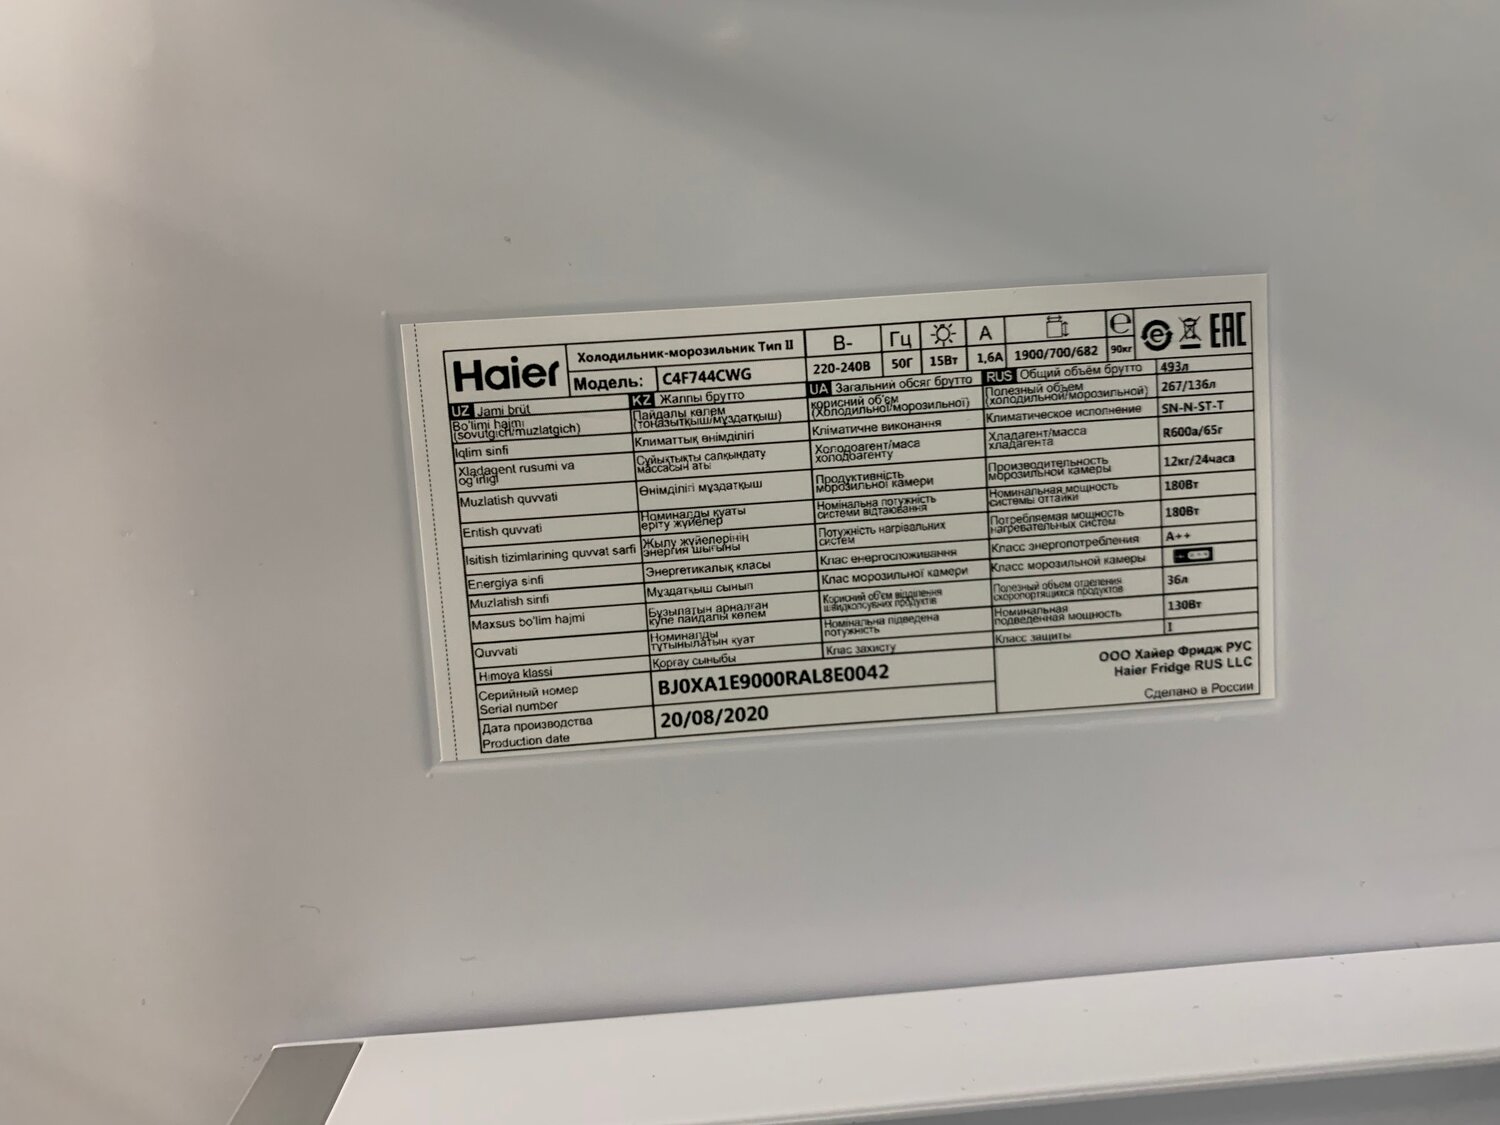 Haier
Холодильник-морозильник Тип II
Модель: C4F744CWG
В- Гц А
220-240В 50Г 15Вт 1,6А 1900/700/682 90кг
EAC
UZ Jami brüt KZ Жалпы брутто UA Загальний обсяг брутто RUS Общий объём брутто 493л
Bo'limi hajmi (sovutgich/muzlatgich) Пайдалы көлем (тоңазытқыш/мұздатқыш) корисний об'єм (холодильної/морозильної) Полезный объем (холодильной/морозильной) 267/136л
Iqlim sinfi Климаттық өнімділігі Кліматичне виконання Климатическое исполнение SN-N-ST-T
Xladagent rusumi va og'irligi Сұйықтықты салқындату массасын аты Холодоагент/маса холодоагенту Хладагент/масса хладагента R600a/65г
Muzlatish quvvati Өнімділігі мұздатқыш Продуктивність морозильної камери Производительность морозильной камеры 12кг/24часа
Entish quvvati Номиналды қуаты еріту жүйелер Номінальна потужність системи відтаювання Номинальная мощность системы оттайки 180Вт
Isitish tizimlarining quvvat sarfi Жылу жүйелерінің энергия шығыны Потужність нагрівальних систем Потребляемая мощность нагревательных систем 180Вт
Energiya sinfi Энергетикалық класы Клас енергоспоживання Класс энергопотребления A++
Muzlatish sinfi Мұздатқыш сынып Клас морозильної камери Класс морозильной камеры
Maxsus bo'lim hajmi Бұзылатын арналған купе пайдалы көлем Корисний об'єм відділення швидкопсувних продуктів Полезный объем отделения скоропортящихся продуктов 36л
Quvvati Номиналды тұтынылатын қуат Номінальна підведена потужність Номинальная подведенная мощность 130Вт
Himoya klassi Қорғау сыныбы Клас захисту Класс защиты I
Серийный номер
Serial number
BJ0XA1E9000RAL8E0042
Дата производства
Production date
20/08/2020
ООО Хайер Фридж РУС
Haier Fridge RUS LLC
Сделано в России